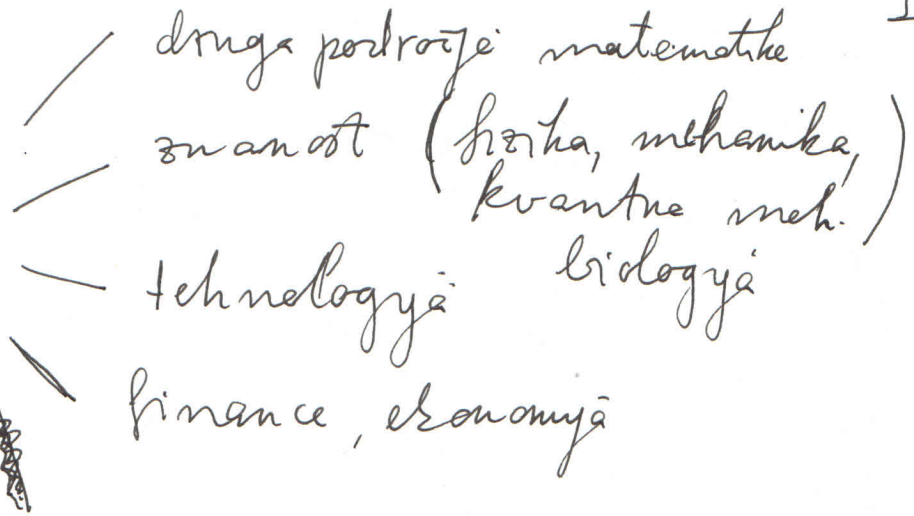 druga področja matematike
znanost (fizika, mehanika,
kvantna meh.)
biologija
tehnologija
finance, ekonomija